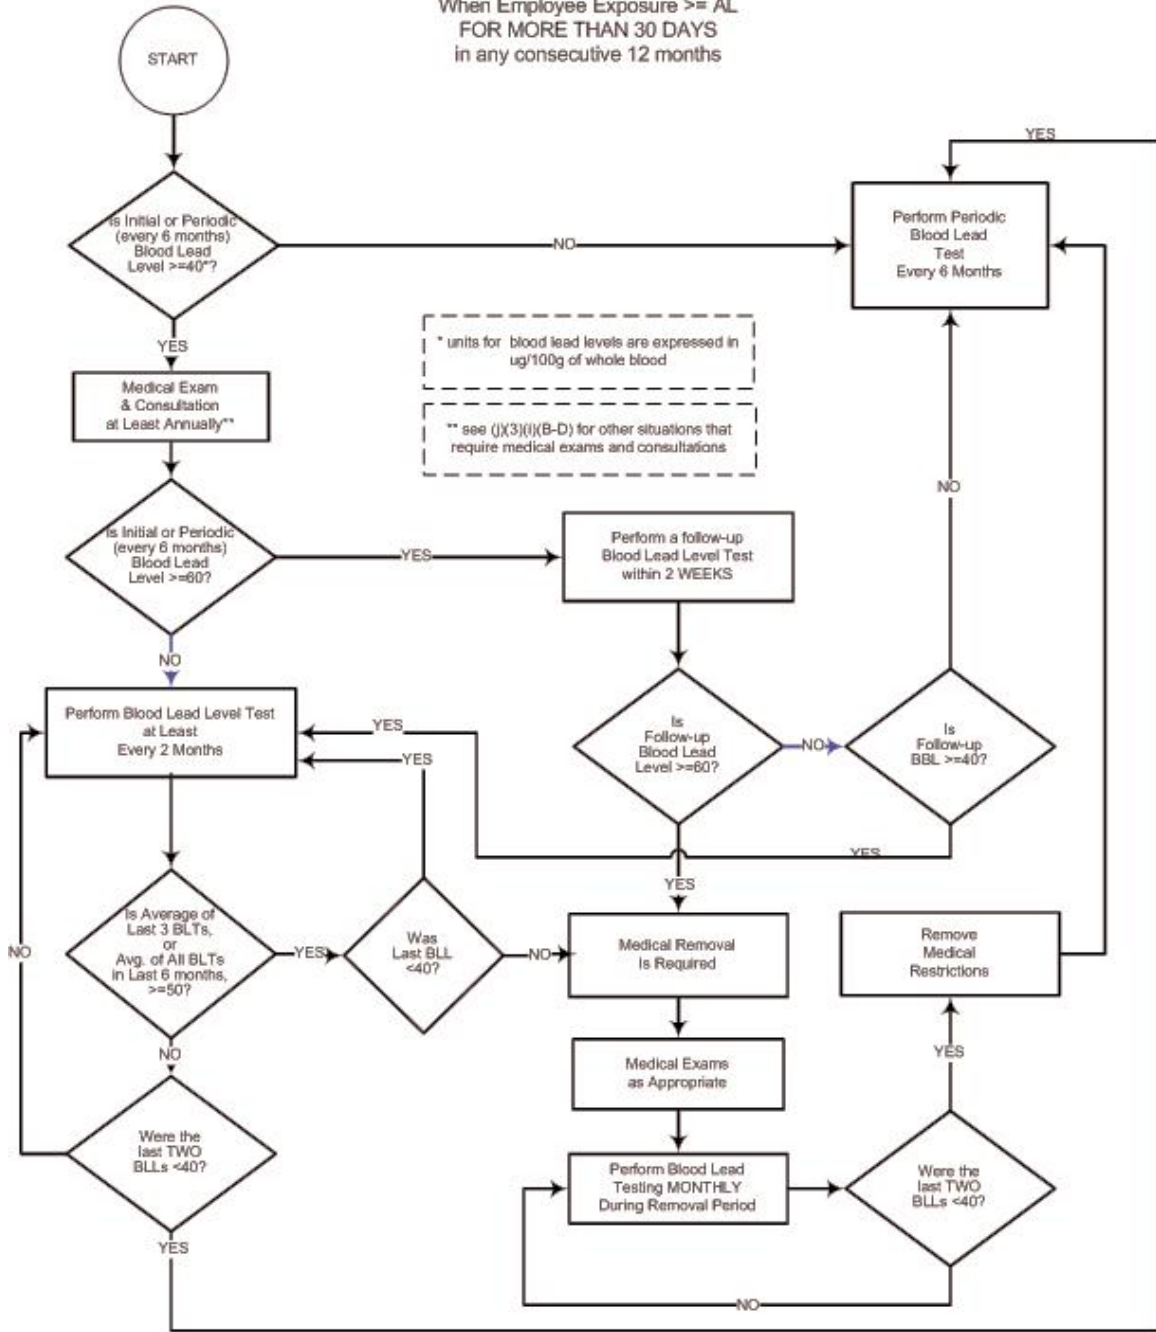 When Employee Exposure >= AL
FOR MORE THAN 30 DAYS
in any consecutive 12 months
START
YES
Is Initial or Periodic
(every 6 months)
Blood Lead
Level >=40*?
NO
Perform Periodic
Blood Lead
Test
Every 6 Months
YES
* units for blood lead levels are expressed in
ug/100g of whole blood
Medical Exam
& Consultation
at Least Annually**
** see (j)(3)(i)(B-D) for other situations that
require medical exams and consultations
NO
Is Initial or Periodic
(every 6 months)
Blood Lead
Level >=60?
YES
Perform a follow-up
Blood Lead Level Test
within 2 WEEKS
NO
Perform Blood Lead Level Test
at Least
Every 2 Months
YES
YES
Is
Follow-up
Blood Lead
Level >=60?
NO
Is
Follow-up
BBL >=40?
YES
YES
NO
Is Average of
Last 3 BLTs,
or
Avg. of All BLTs
in Last 6 months,
>=50?
YES
Was
Last BLL
<40?
NO
Medical Removal
Is Required
Remove
Medical
Restrictions
NO
Medical Exams
as Appropriate
YES
Were the
last TWO
BLLs <40?
Perform Blood Lead
Testing MONTHLY
During Removal Period
Were the
last TWO
BLLs <40?
YES
NO